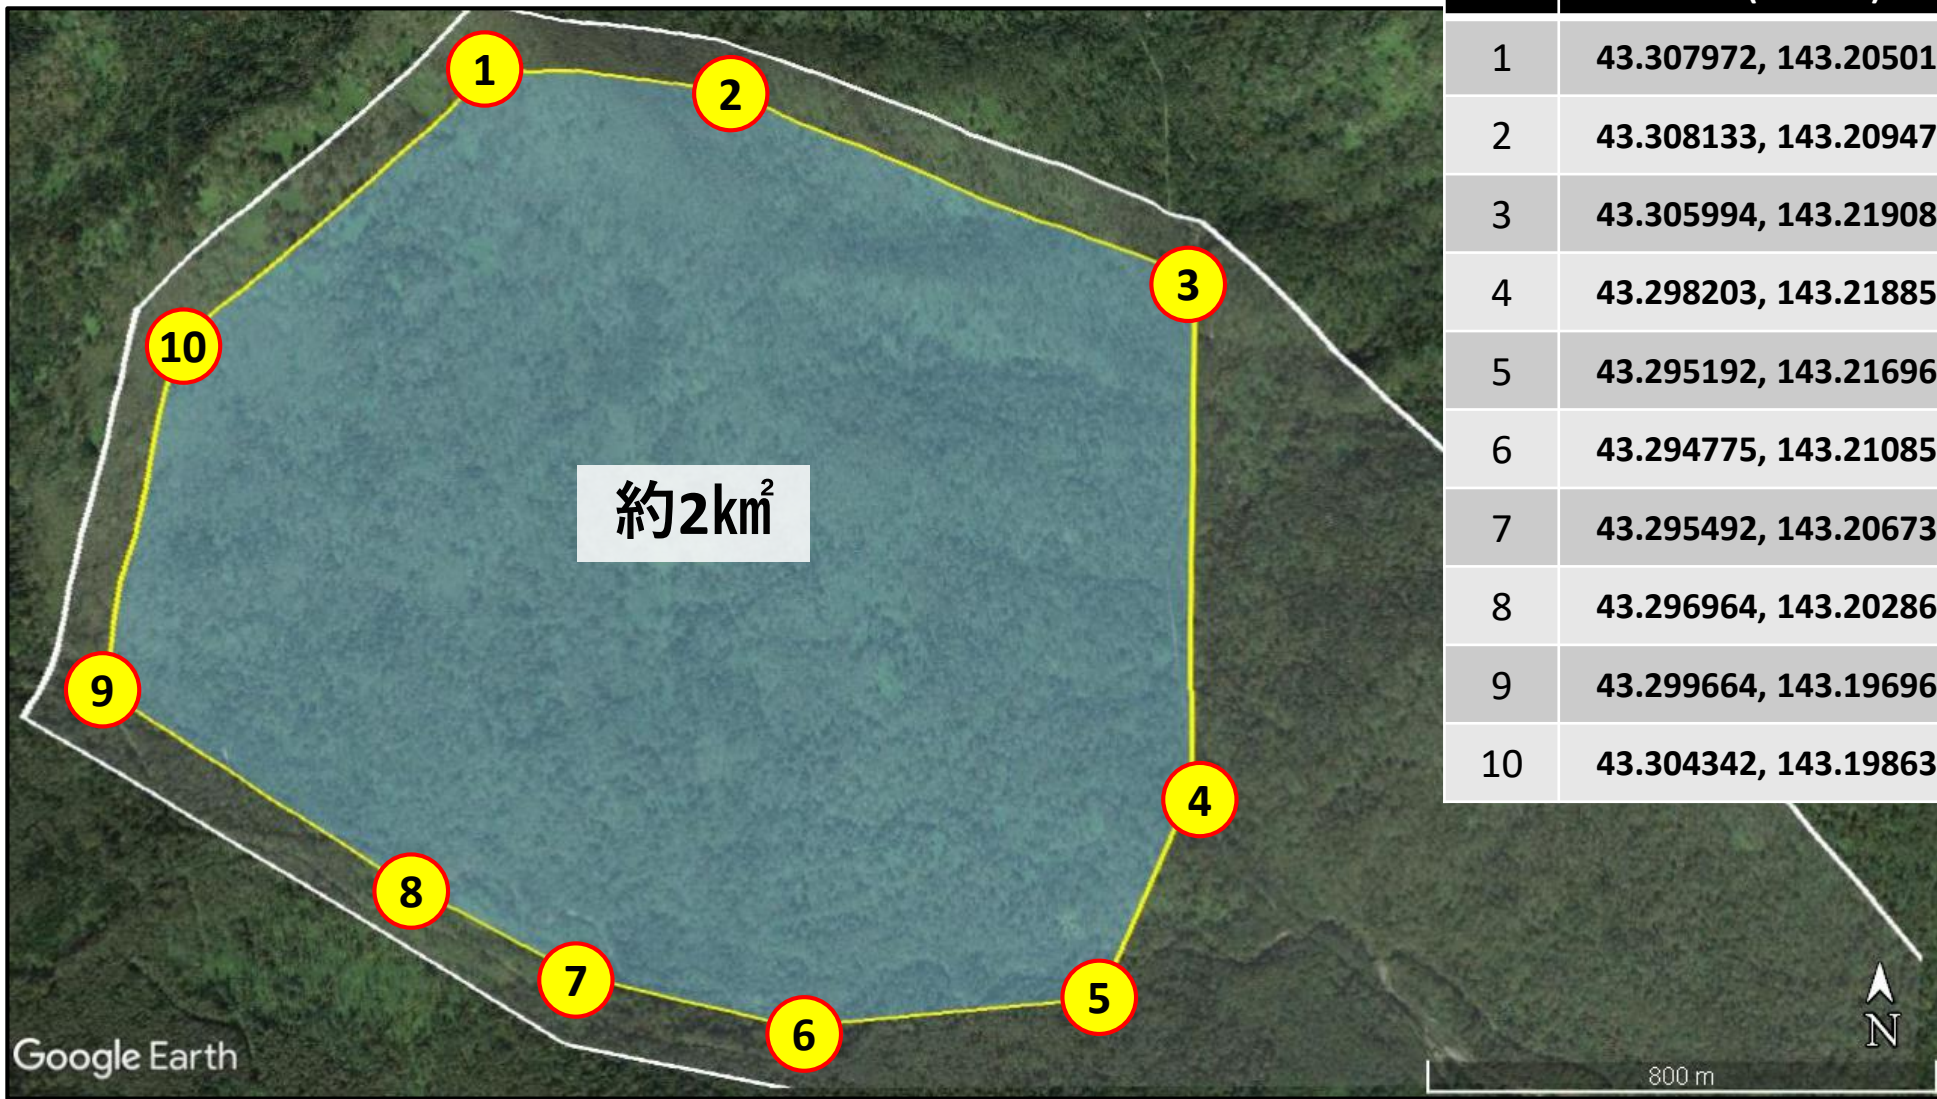 1 43.307972, 143.20501
2 43.308133, 143.20947
3 43.305994, 143.21908
4 43.298203, 143.21885
5 43.295192, 143.21696
6 43.294775, 143.21085
7 43.295492, 143.20673
8 43.296964, 143.20286
9 43.299664, 143.19696
10 43.304342, 143.19863
1
2
3
10
約2k㎡
9
4
8
7
5
6
N
Google Earth
800 m